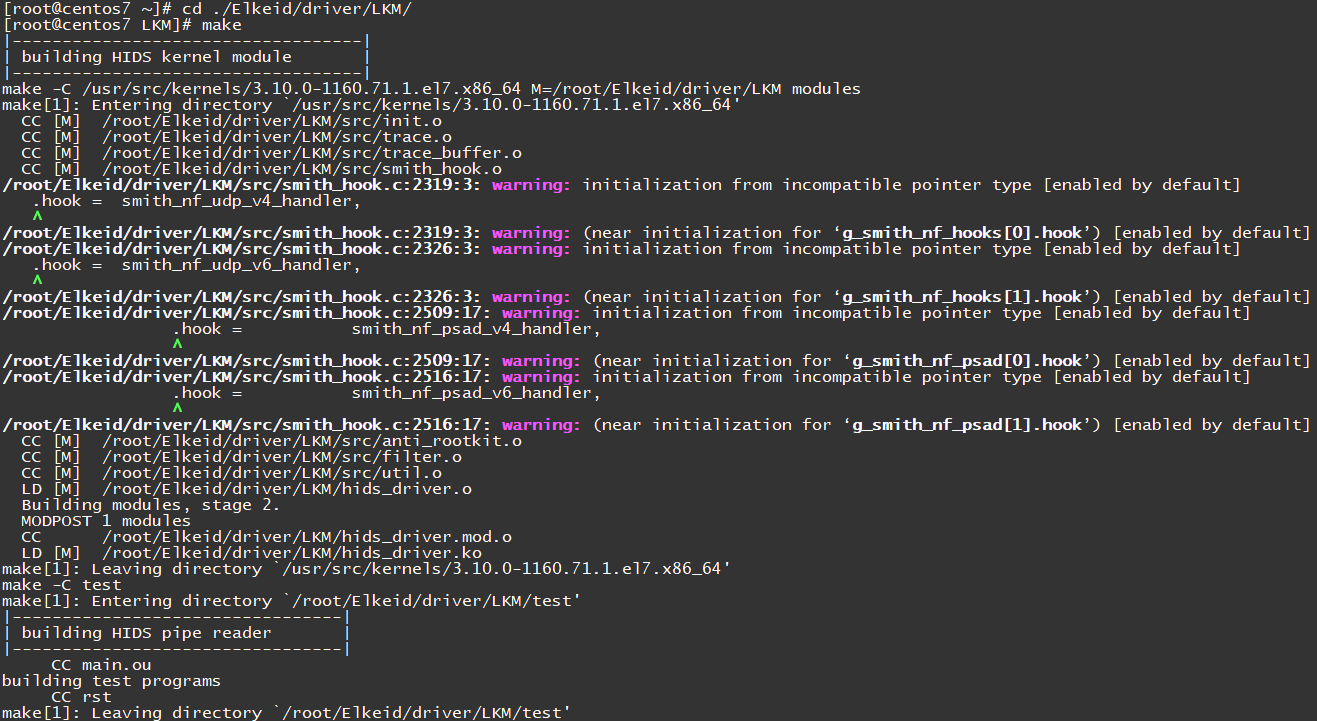 [root@centos7 ~]# cd ./Elkeid/driver/LKM/
[root@centos7 LKM]# make
|-----------------------------------|
| building HIDS kernel module       |
|-----------------------------------|
make -C /usr/src/kernels/3.10.0-1160.71.1.el7.x86_64 M=/root/Elkeid/driver/LKM modules
make[1]: Entering directory `/usr/src/kernels/3.10.0-1160.71.1.el7.x86_64'
  CC [M]  /root/Elkeid/driver/LKM/src/init.o
  CC [M]  /root/Elkeid/driver/LKM/src/trace.o
  CC [M]  /root/Elkeid/driver/LKM/src/trace_buffer.o
  CC [M]  /root/Elkeid/driver/LKM/src/smith_hook.o
/root/Elkeid/driver/LKM/src/smith_hook.c:2319:3: warning: initialization from incompatible pointer type [enabled by default]
   .hook =  smith_nf_udp_v4_handler,
   ^
/root/Elkeid/driver/LKM/src/smith_hook.c:2319:3: warning: (near initialization for ‘g_smith_nf_hooks[0].hook’) [enabled by default]
/root/Elkeid/driver/LKM/src/smith_hook.c:2326:3: warning: initialization from incompatible pointer type [enabled by default]
   .hook =  smith_nf_udp_v6_handler,
   ^
/root/Elkeid/driver/LKM/src/smith_hook.c:2326:3: warning: (near initialization for ‘g_smith_nf_hooks[1].hook’) [enabled by default]
/root/Elkeid/driver/LKM/src/smith_hook.c:2509:17: warning: initialization from incompatible pointer type [enabled by default]
                 .hook =           smith_nf_psad_v4_handler,
                 ^
/root/Elkeid/driver/LKM/src/smith_hook.c:2509:17: warning: (near initialization for ‘g_smith_nf_psad[0].hook’) [enabled by default]
/root/Elkeid/driver/LKM/src/smith_hook.c:2516:17: warning: initialization from incompatible pointer type [enabled by default]
                 .hook =           smith_nf_psad_v6_handler,
                 ^
/root/Elkeid/driver/LKM/src/smith_hook.c:2516:17: warning: (near initialization for ‘g_smith_nf_psad[1].hook’) [enabled by default]
  CC [M]  /root/Elkeid/driver/LKM/src/anti_rootkit.o
  CC [M]  /root/Elkeid/driver/LKM/src/filter.o
  CC [M]  /root/Elkeid/driver/LKM/src/util.o
  LD [M]  /root/Elkeid/driver/LKM/hids_driver.o
  Building modules, stage 2.
  MODPOST 1 modules
  CC      /root/Elkeid/driver/LKM/hids_driver.mod.o
  LD [M]  /root/Elkeid/driver/LKM/hids_driver.ko
make[1]: Leaving directory `/usr/src/kernels/3.10.0-1160.71.1.el7.x86_64'
make -C test
make[1]: Entering directory `/root/Elkeid/driver/LKM/test'
|---------------------------------|
| building HIDS pipe reader       |
|---------------------------------|
     CC main.ou
building test programs
     CC rst
make[1]: Leaving directory `/root/Elkeid/driver/LKM/test'